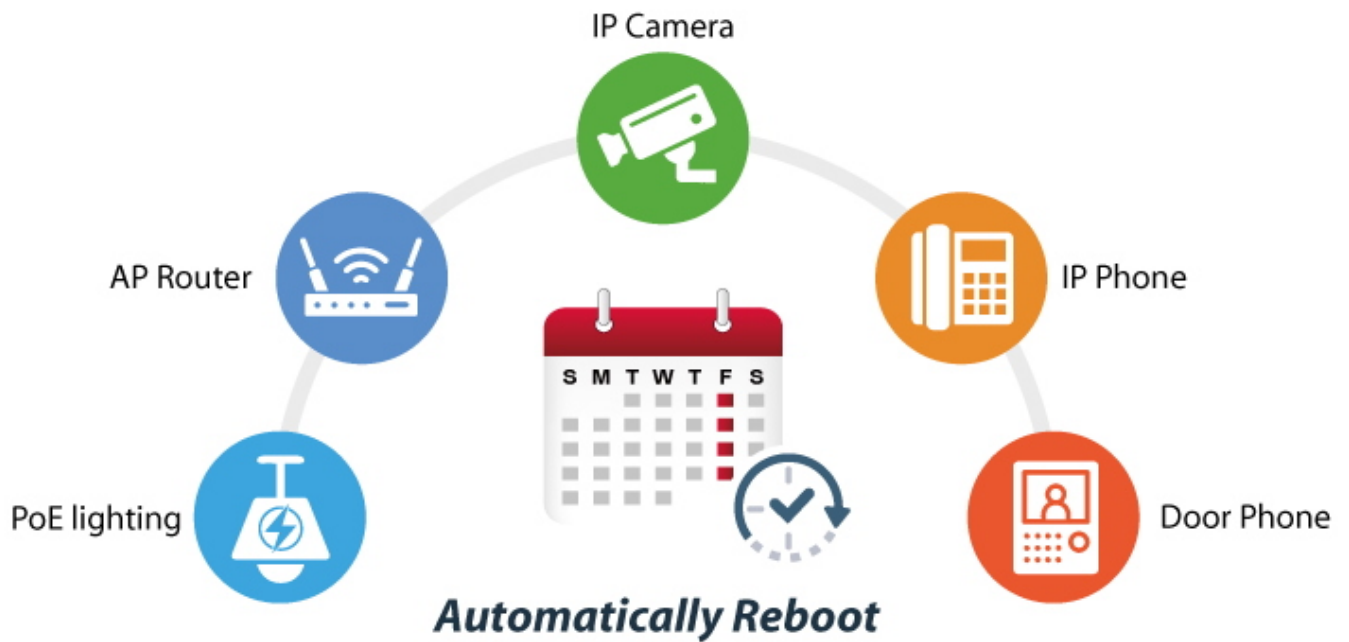 IP Camera
AP Router
IP Phone
S M T W T F S
PoE lighting
Door Phone
Automatically Reboot